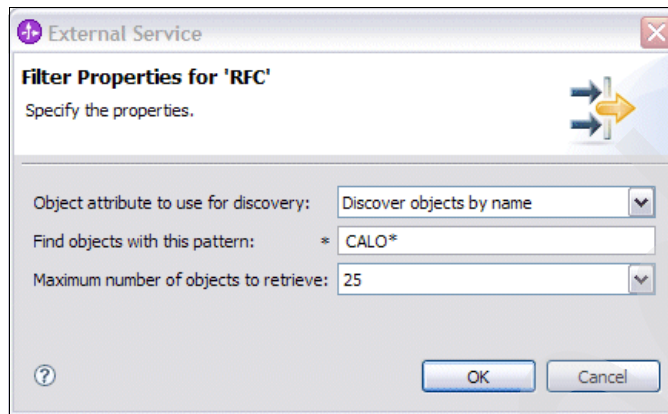 External Service
Filter Properties for 'RFC'
Specify the properties.
Object attribute to use for discovery: Discover objects by name
Find objects with this pattern: * CALO*
Maximum number of objects to retrieve: 25
? OK Cancel